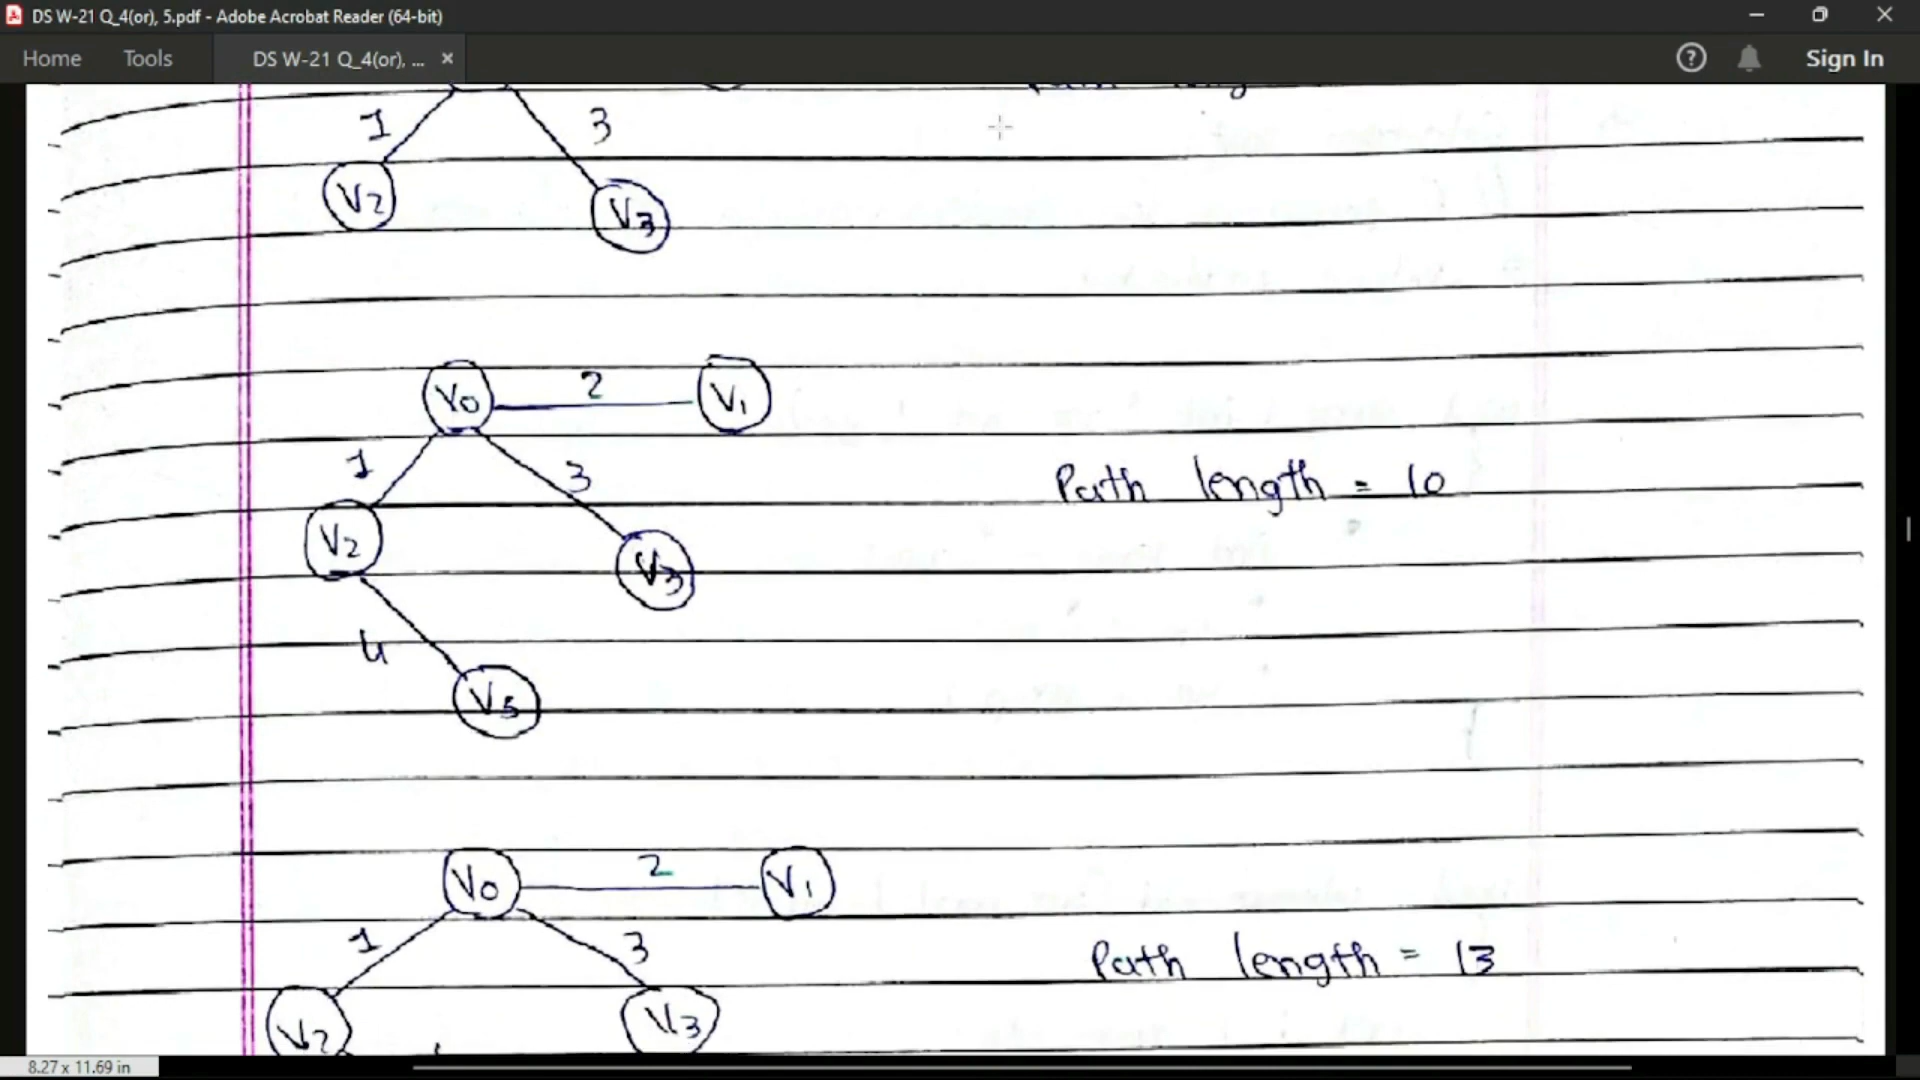 DS W-21 Q_4(or), 5.pdf - Adobe Acrobat Reader (64-bit)
Home Tools DS W-21 Q_4(or), ... × Sign In
1 3
V2
V3
V0 2 V1
1 3
Path length = 10
V2
V3
4
V5
V0 2 V1
1 3
Path length = 13
V2 V3
8.27 x 11.69 in